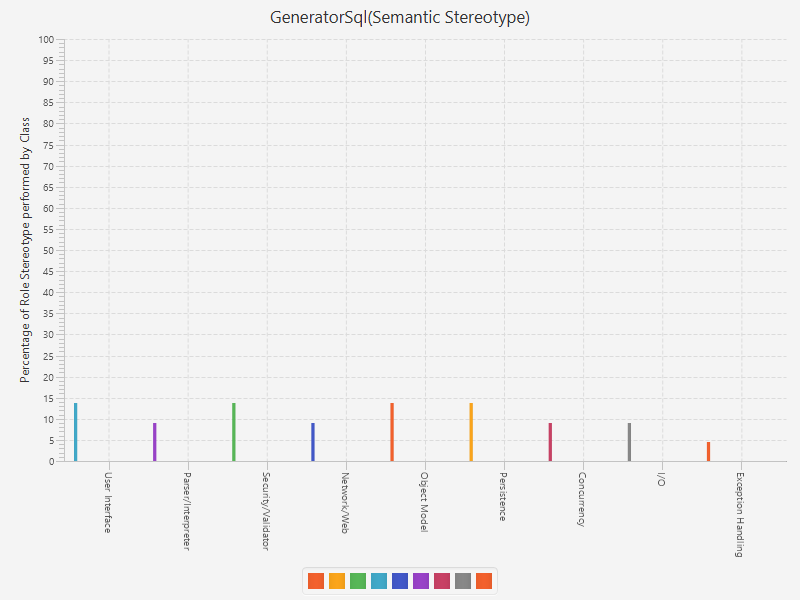 GeneratorSql(Semantic Stereotype)
Percentage of Role Stereotype performed by Class
100
95
90
85
80
75
70
65
60
55
50
45
40
35
30
25
20
15
10
5
0
User Interface
Parser/Interpreter
Security/Validator
Network/Web
Object Model
Persistence
Concurrency
I/O
Exception Handling